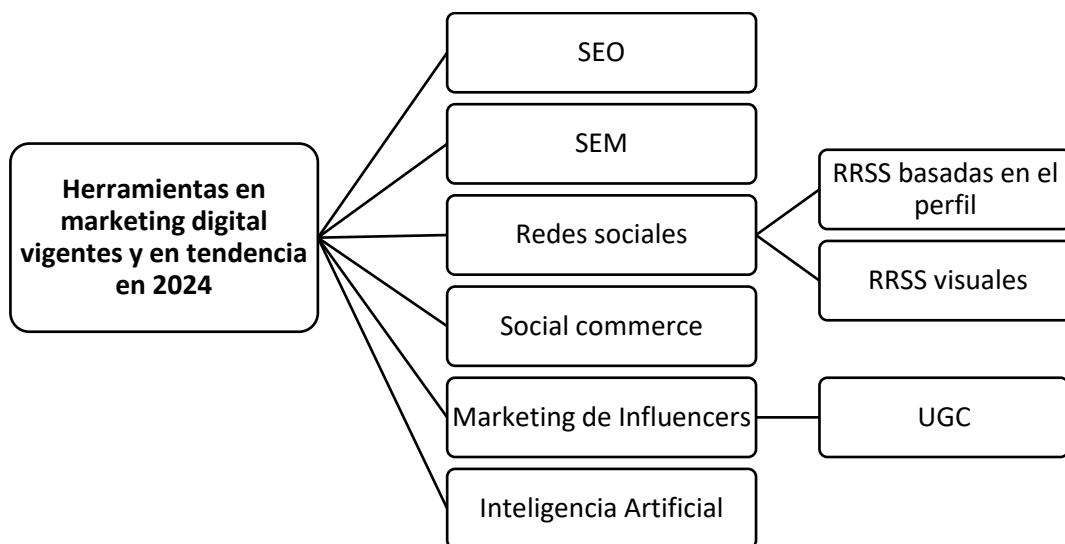 Herramientas en
marketing digital
vigentes y en tendencia
en 2024
SEO
SEM
Redes sociales
RRSS basadas en el
perfil
RRSS visuales
Social commerce
Marketing de Influencers
UGC
Inteligencia Artificial